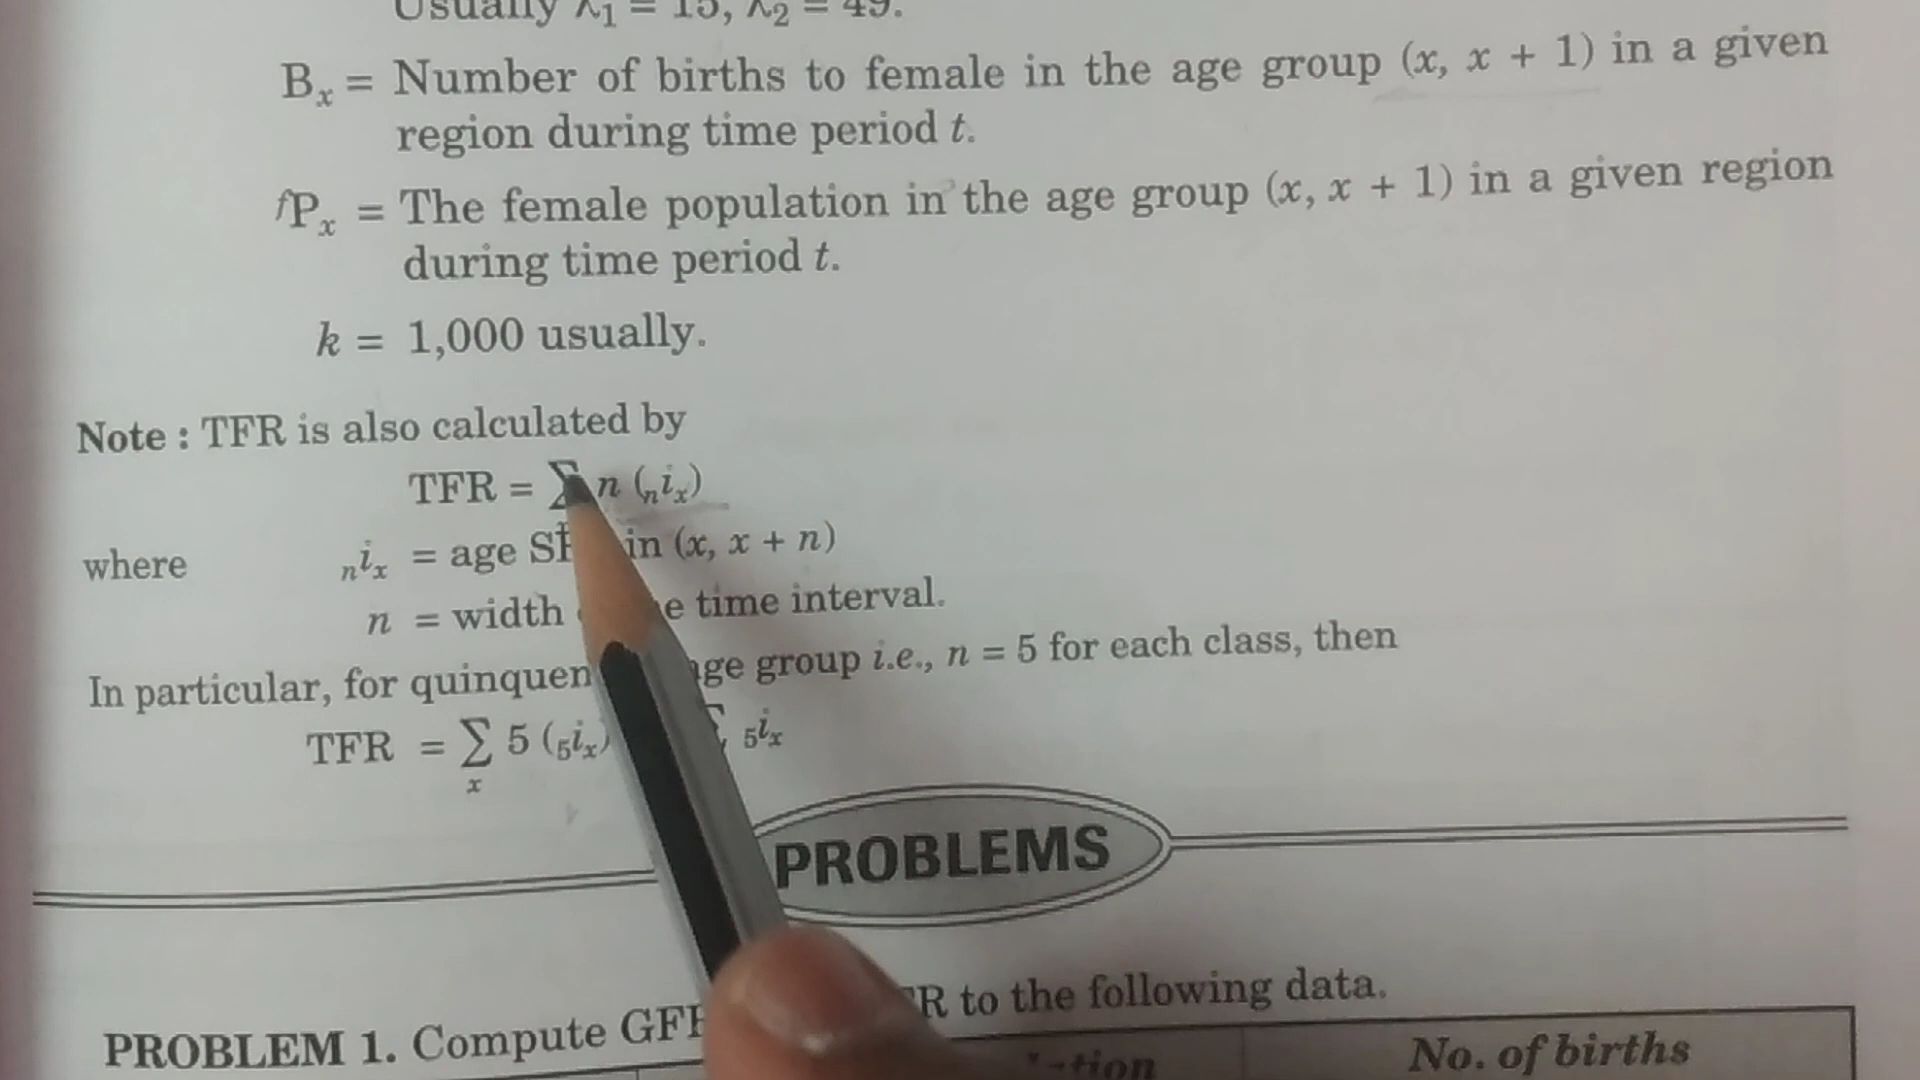 Usually λ₁ = 15, λ₂ = 49.
Bₓ = Number of births to female in the age group (x, x + 1) in a given
region during time period t.
ᶠPₓ = The female population in the age group (x, x + 1) in a given region
during time period t.
k = 1,000 usually.
Note : TFR is also calculated by
TFR = Σ n (ₙiₓ)
where ₙiₓ = age in (x, x + n)
n = width time interval.
In particular, for age group i.e., n = 5 for each class, then
TFR = Σ 5 (₅iₓ) ₅iₓ
x
PROBLEMS
PROBLEM 1. Compute to the following data.
No. of births